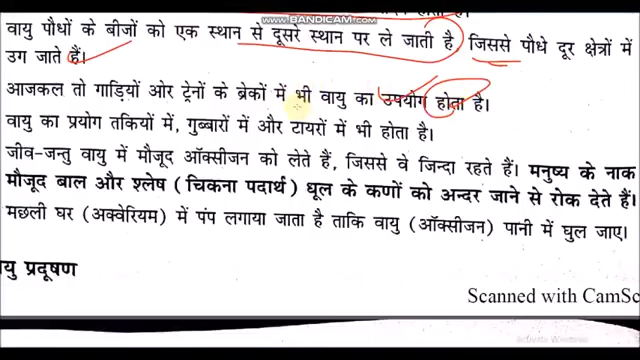 www.BANDICAM.com
वायु पौधों के बीजों को एक स्थान से दूसरे स्थान पर ले जाती है, जिससे पौधे दूर क्षेत्रों में
उग जाते हैं।
आजकल तो गाड़ियों ओर ट्रेनों के ब्रेकों में भी वायु का उपयोग होता है।
वायु का प्रयोग तकियों में, गुब्बारों में और टायरों में भी होता है।
जीव-जन्तु वायु में मौजूद ऑक्सीजन को लेते हैं, जिससे वे जिन्दा रहते हैं। मनुष्य के नाक
मौजूद बाल और श्लेष (चिकना पदार्थ) धूल के कणों को अन्दर जाने से रोक देते हैं।
मछली घर (अक्वेरियम) में पंप लगाया जाता है ताकि वायु (ऑक्सीजन) पानी में घुल जाए।
यु प्रदूषण
Scanned with CamSc